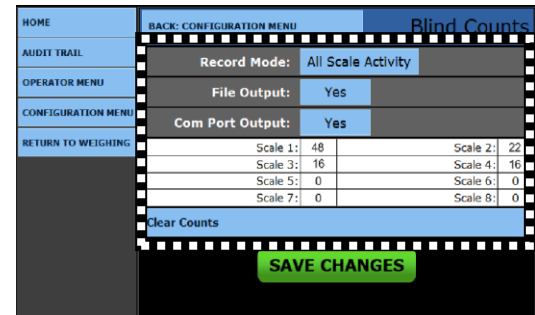 HOME
BACK: CONFIGURATION MENU
Blind Counts
AUDIT TRAIL
Record Mode: All Scale Activity
OPERATOR MENU
File Output: Yes
CONFIGURATION MENU
Com Port Output: Yes
RETURN TO WEIGHING
Scale 1: 48 Scale 2: 22
Scale 3: 16 Scale 4: 16
Scale 5: 0 Scale 6: 0
Scale 7: 0 Scale 8: 0
Clear Counts
SAVE CHANGES